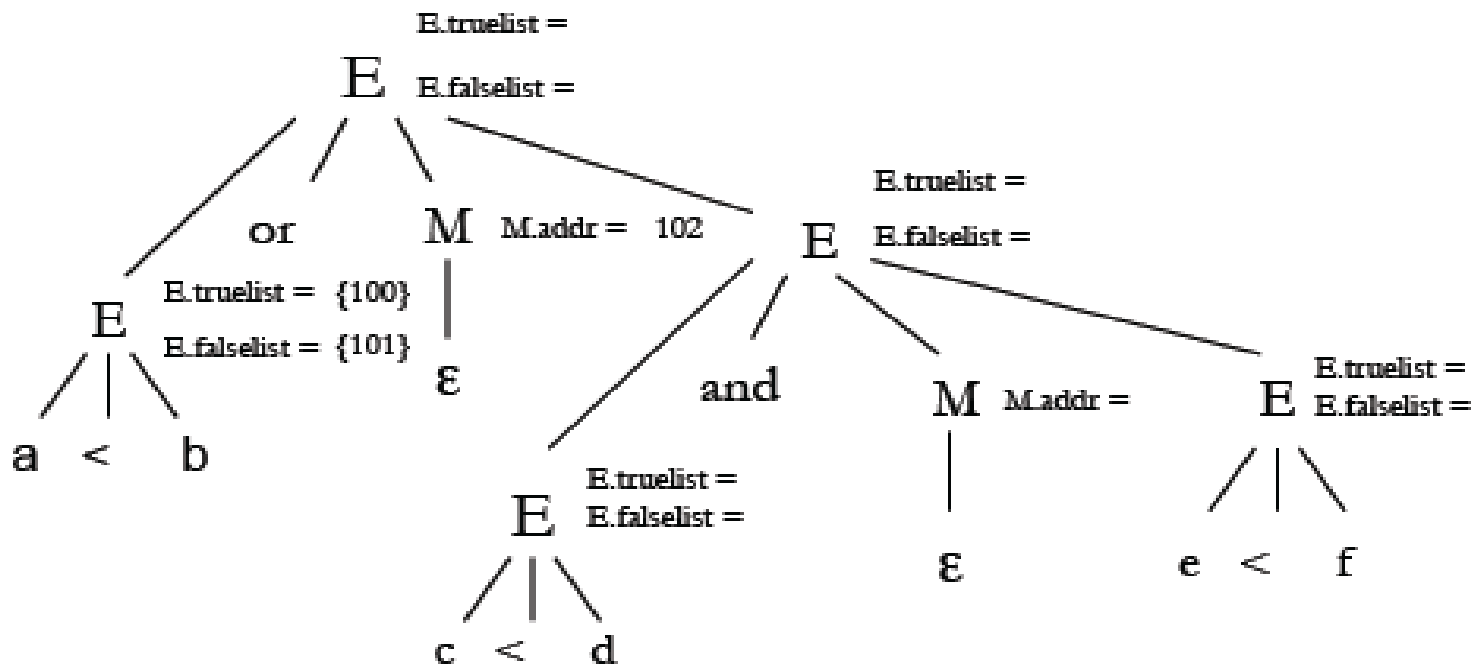 E.truelist =
E E.falselist =
E.truelist =
or M M.addr = 102 E E.falselist =
E E.truelist = {100}
E.falselist = {101}
ε and M M.addr = E E.truelist =
E.falselist =
a < b
E E.truelist =
E.falselist =
ε e < f
c < d